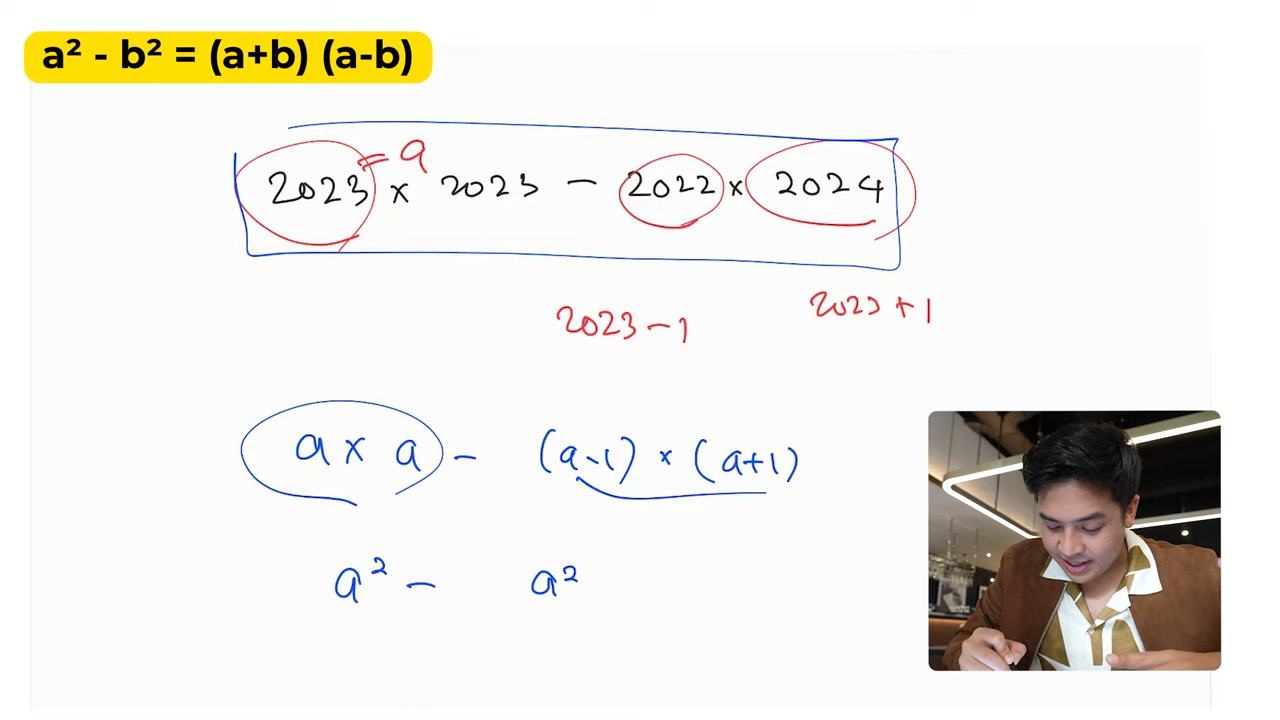 a² - b² = (a+b) (a-b)
= a
2023 × 2023 - 2022 × 2024
2023 - 1
2023 + 1
a × a - (a-1) × (a+1)
a² - a²